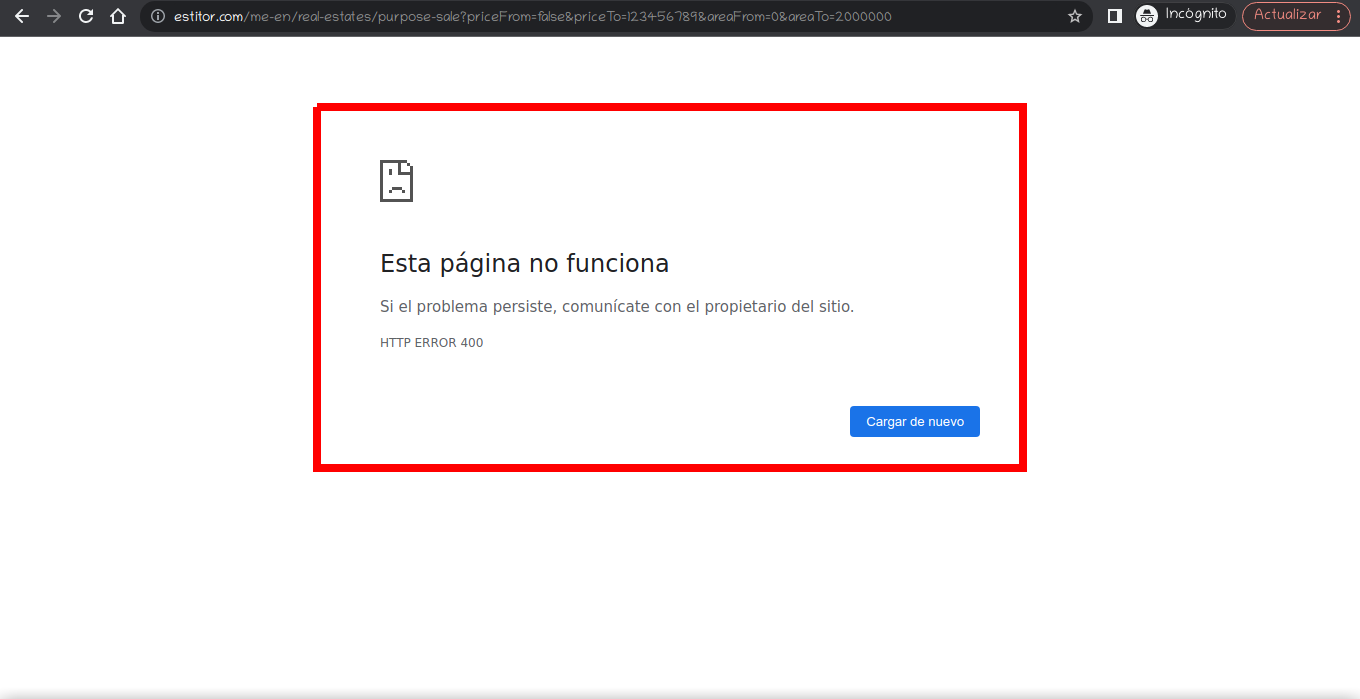 estitor.com/me-en/real-estates/purpose-sale?priceFrom=false&priceTo=123456789&areaFrom=0&areaTo=2000000
Incógnito
Actualizar
Esta página no funciona
Si el problema persiste, comunícate con el propietario del sitio.
HTTP ERROR 400
Cargar de nuevo